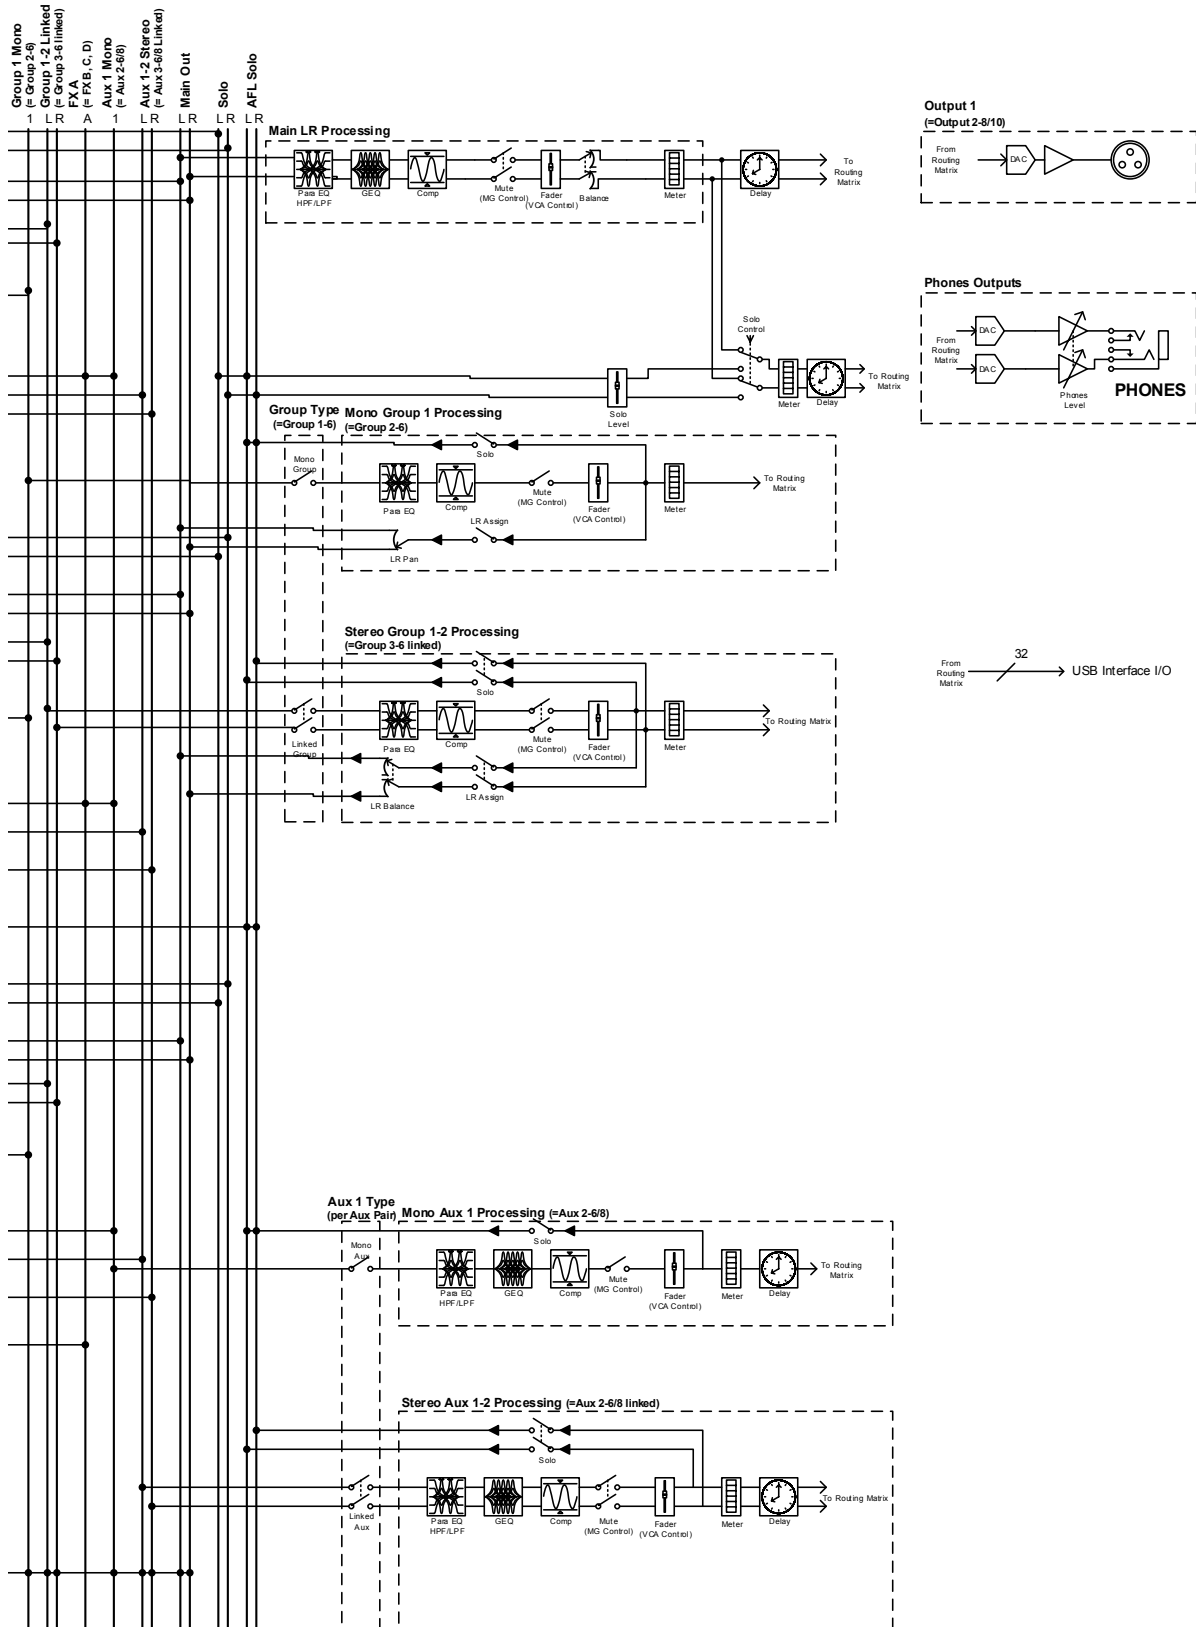 Group 1 Mono
(= Group 2-6)
Group 1-2 Linked
(= Group 3-6 linked)
FX A
(= FX B, C, D)
Aux 1 Mono
(= Aux 2-6/8)
Aux 1-2 Stereo
(= Aux 3-6/8 Linked)
Main Out
Solo
AFL Solo
1 L R A 1 L R L R L R L R
Main LR Processing
Para EQ
HPF/LPF
GEQ
Comp
Mute
(MG Control)
Fader
(VCA Control)
Balance
Meter
Delay
To
Routing
Matrix
Output 1
(=Output 2-8/10)
From
Routing
Matrix
DAC
Phones Outputs
From
Routing
Matrix
DAC
DAC
Phones
Level
PHONES
Solo
Control
Solo
Level
Meter
Delay
To Routing
Matrix
Group Type
(=Group 1-6)
Mono
Group
Mono Group 1 Processing
(=Group 2-6)
Solo
Para EQ
Comp
Mute
(MG Control)
Fader
(VCA Control)
Meter
To Routing
Matrix
LR Assign
LR Pan
Stereo Group 1-2 Processing
(=Group 3-6 linked)
Solo
Linked
Group
Para EQ
Comp
Mute
(MG Control)
Fader
(VCA Control)
Meter
To Routing Matrix
LR Balance
LR Assign
From
Routing
Matrix
32
USB Interface I/O
Aux 1 Type
(per Aux Pair)
Mono
Aux
Mono Aux 1 Processing (=Aux 2-6/8)
Solo
Para EQ
HPF/LPF
GEQ
Comp
Mute
(MG Control)
Fader
(VCA Control)
Meter
Delay
To Routing
Matrix
Stereo Aux 1-2 Processing (=Aux 2-6/8 linked)
Solo
Linked
Aux
Para EQ
HPF/LPF
GEQ
Comp
Mute
(MG Control)
Fader
(VCA Control)
Meter
Delay
To Routing Matrix